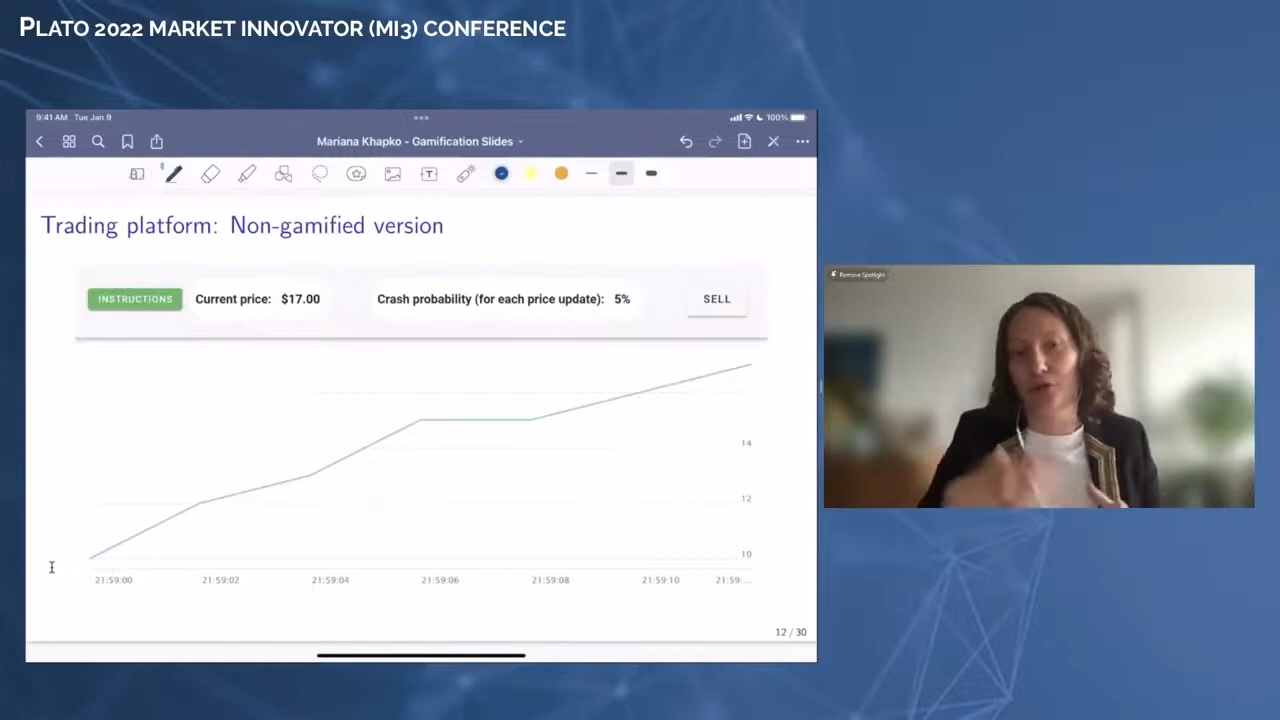 PLATO 2022 MARKET INNOVATOR (MI3) CONFERENCE
9:41 AM Tue Jan 9
100%
Mariana Khapko - Gamification Slides
T
Trading platform: Non-gamified version
INSTRUCTIONS Current price: $17.00 Crash probability (for each price update): 5% SELL
Remove Spotlight
14
12
10
21:59:00 21:59:02 21:59:04 21:59:06 21:59:08 21:59:10 21:59:...
12 / 30